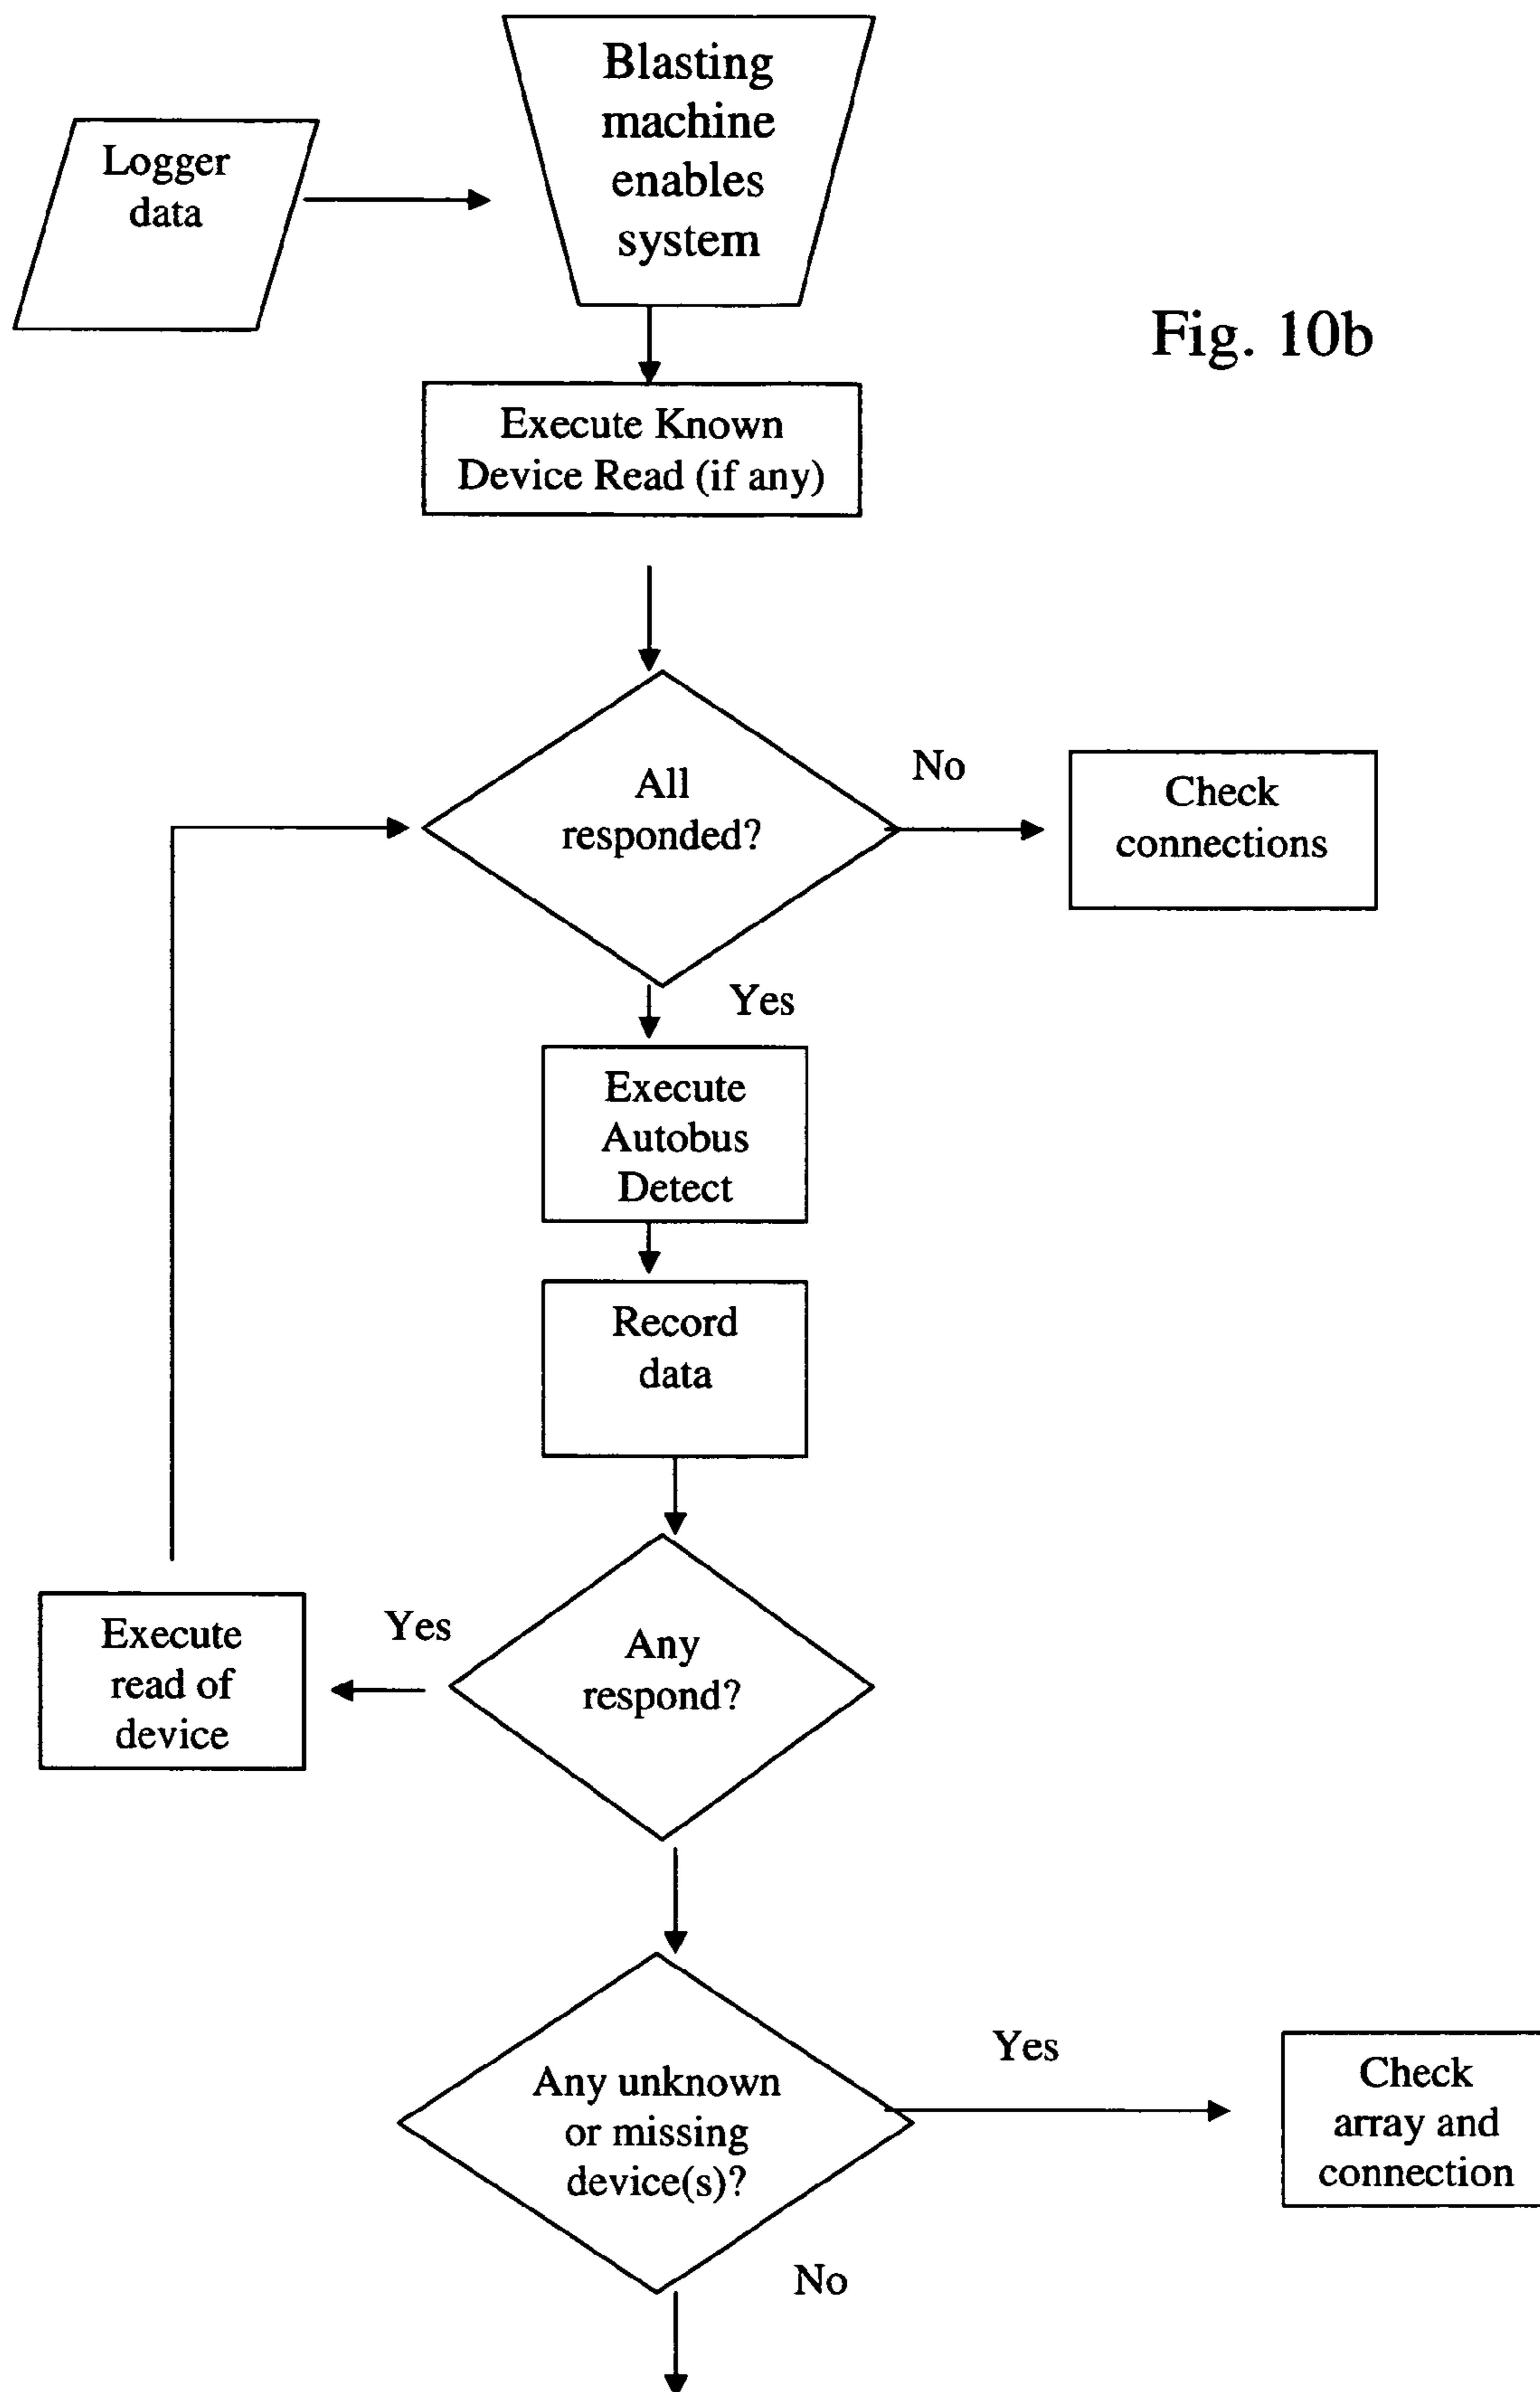 Blasting
machine
enables
system
Logger
data
Fig. 10b
Execute Known
Device Read (if any)
All
responded?
No
Check
connections
Yes
Execute
Autobus
Detect
Record
data
Any
respond?
Yes
Execute
read of
device
Any unknown
or missing
device(s)?
Yes
Check
array and
connection
No